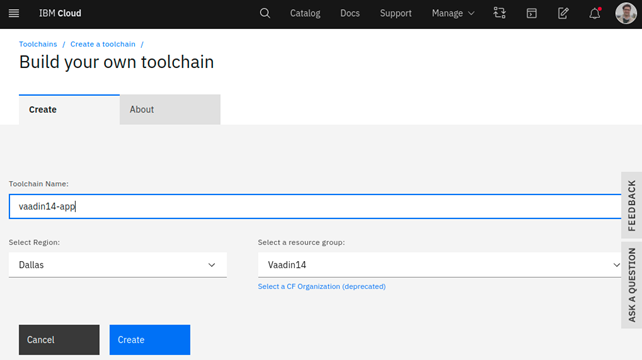 IBM Cloud
Catalog
Docs
Support
Manage
Toolchains / Create a toolchain /
Build your own toolchain
Create
About
Toolchain Name:
vaadin14-app
Select Region:
Dallas
Select a resource group:
Vaadin14
Select a CF Organization (deprecated)
Cancel
Create
FEEDBACK
ASK A QUESTION